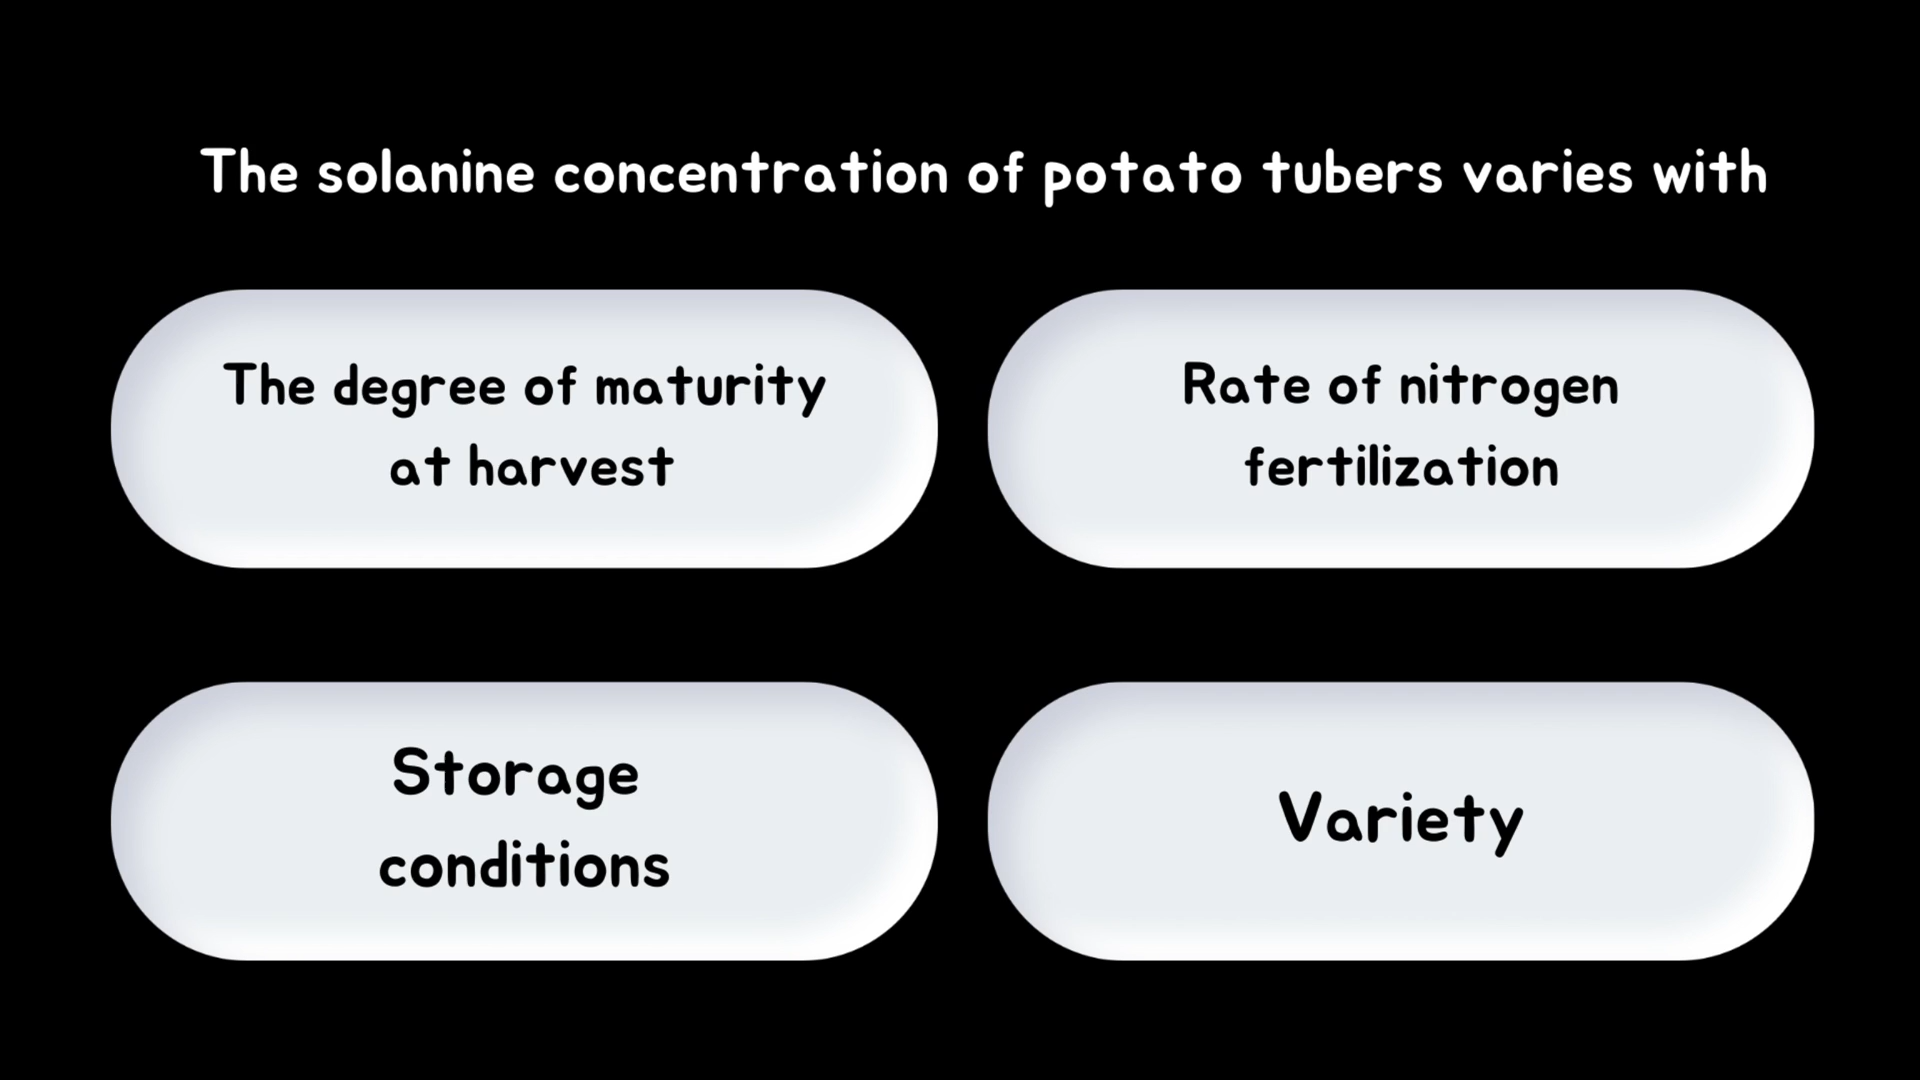 The solanine concentration of potato tubers varies with
The degree of maturity
at harvest
Rate of nitrogen
fertilization
Storage
conditions
Variety